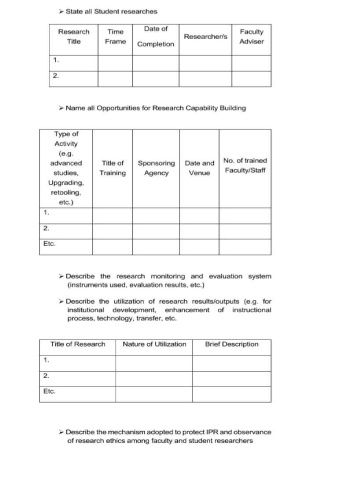 ➢ State all Student researches
Research Title | Time Frame | Date of Completion | Researcher/s | Faculty Adviser
1.
2.
➢ Name all Opportunities for Research Capability Building
Type of Activity (e.g. advanced studies, Upgrading, retooling, etc.) | Title of Training | Sponsoring Agency | Date and Venue | No. of trained Faculty/Staff
1.
2.
Etc.
➢ Describe the research monitoring and evaluation system
(instruments used, evaluation results, etc.)
➢ Describe the utilization of research results/outputs (e.g. for
institutional development, enhancement of instructional
process, technology, transfer, etc.
Title of Research | Nature of Utilization | Brief Description
1.
2.
Etc.
➢ Describe the mechanism adopted to protect IPR and observance
of research ethics among faculty and student researchers